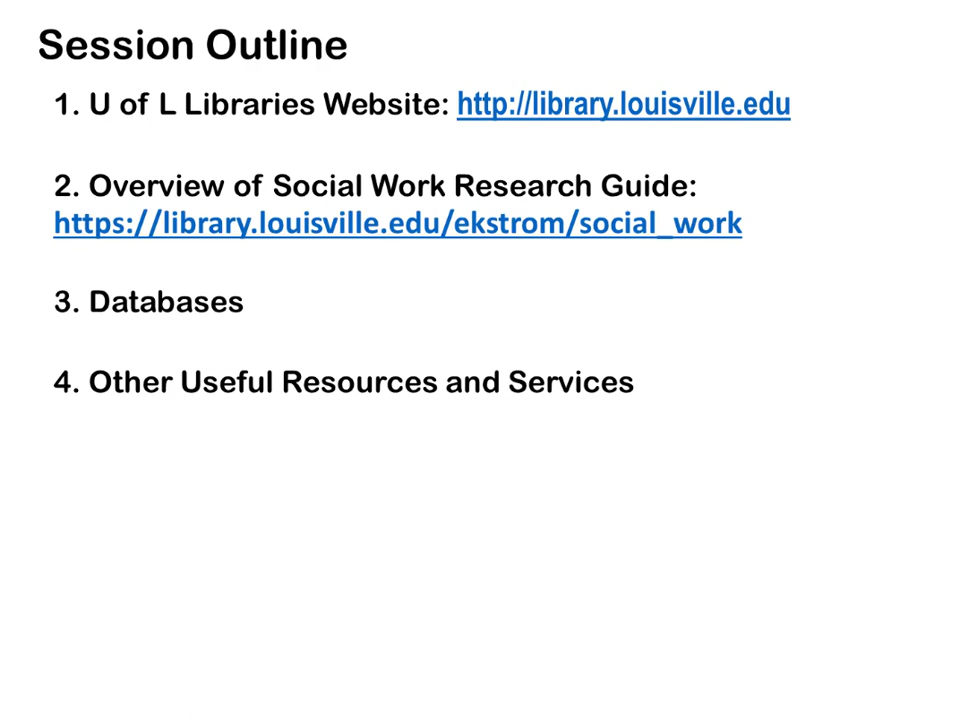 Session Outline
1. U of L Libraries Website: http://library.louisville.edu
2. Overview of Social Work Research Guide:
https://library.louisville.edu/ekstrom/social_work
3. Databases
4. Other Useful Resources and Services